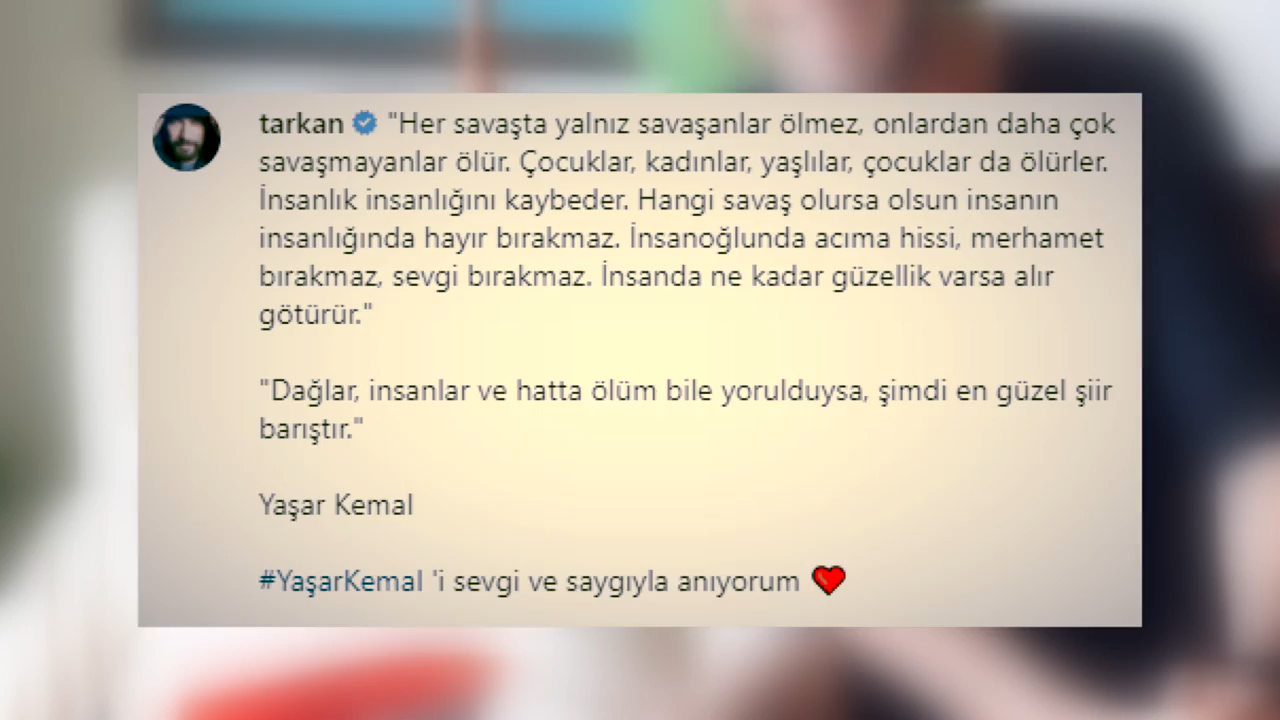 tarkan "Her savaşta yalnız savaşanlar ölmez, onlardan daha çok
savaşmayanlar ölür. Çocuklar, kadınlar, yaşlılar, çocuklar da ölürler.
İnsanlık insanlığını kaybeder. Hangi savaş olursa olsun insanın
insanlığında hayır bırakmaz. İnsanoğlunda acıma hissi, merhamet
bırakmaz, sevgi bırakmaz. İnsanda ne kadar güzellik varsa alır
götürür."
"Dağlar, insanlar ve hatta ölüm bile yorulduysa, şimdi en güzel şiir
barıştır."
Yaşar Kemal
#YaşarKemal 'i sevgi ve saygıyla anıyorum ❤